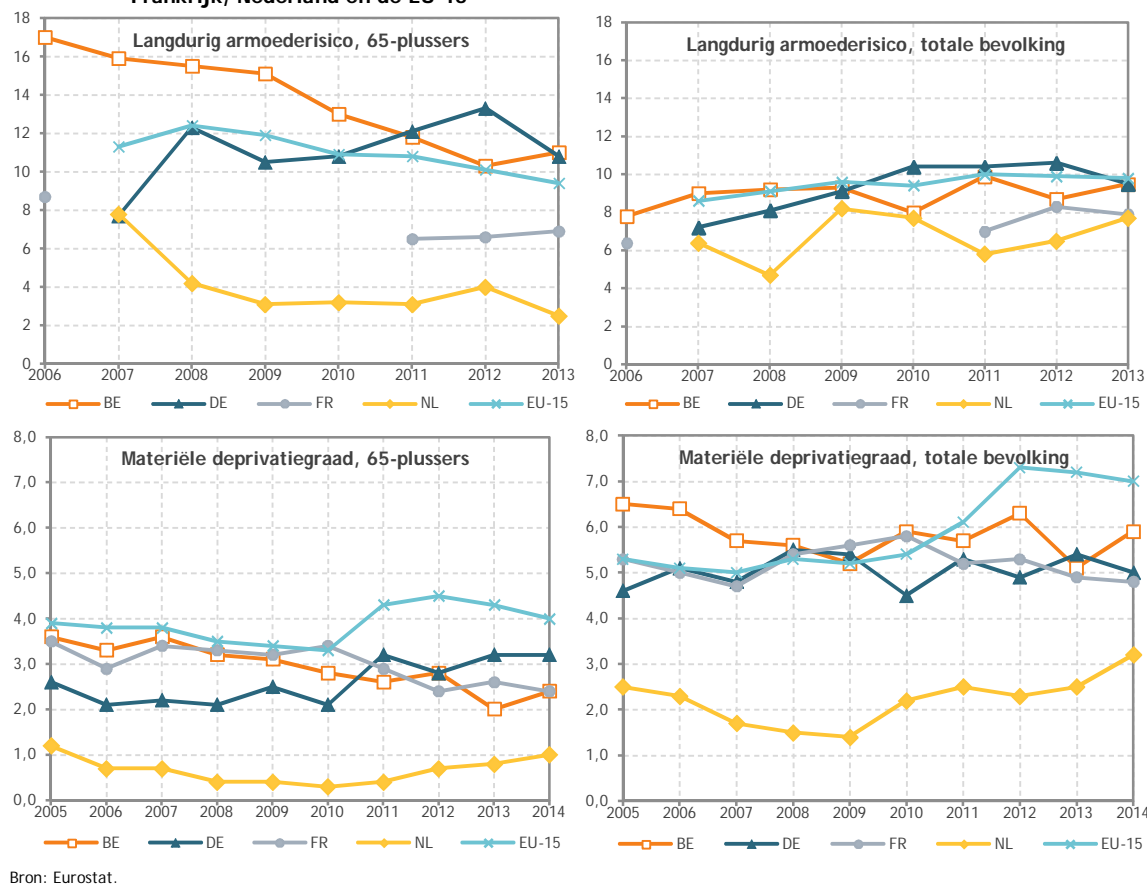 Frankrijk, Nederland en de EU-15
Langdurig armoederisico, 65-plussers
18
16
14
12
10
8
6
4
2
0
2006 2007 2008 2009 2010 2011 2012 2013
BE DE FR NL EU-15
Langdurig armoederisico, totale bevolking
18
16
14
12
10
8
6
4
2
0
2006 2007 2008 2009 2010 2011 2012 2013
BE DE FR NL EU-15
Materiële deprivatiegraad, 65-plussers
8,0
7,0
6,0
5,0
4,0
3,0
2,0
1,0
0,0
2005 2006 2007 2008 2009 2010 2011 2012 2013 2014
BE DE FR NL EU-15
Materiële deprivatiegraad, totale bevolking
8,0
7,0
6,0
5,0
4,0
3,0
2,0
1,0
0,0
2005 2006 2007 2008 2009 2010 2011 2012 2013 2014
BE DE FR NL EU-15
Bron: Eurostat.